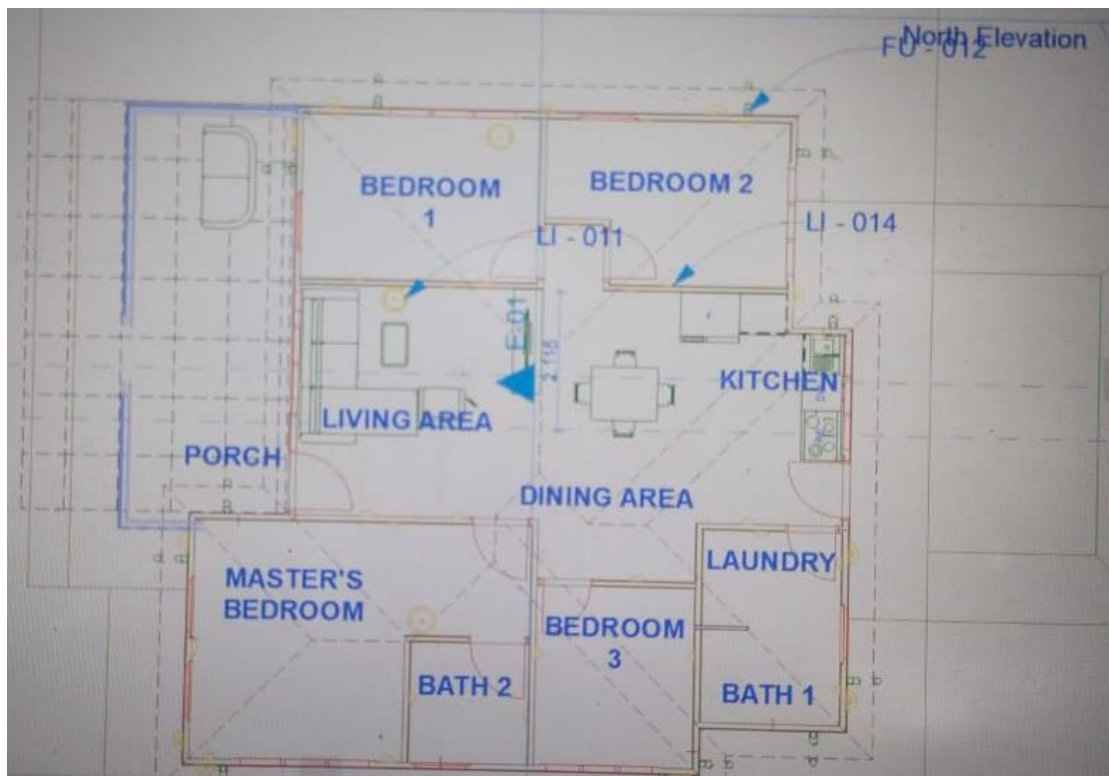 North Elevation
FU - 012
BEDROOM
1
BEDROOM 2
LI - 011
LI - 014
E-01
2.115
KITCHEN
LIVING AREA
PORCH
DINING AREA
LAUNDRY
MASTER'S
BEDROOM
BEDROOM
3
BATH 2
BATH 1